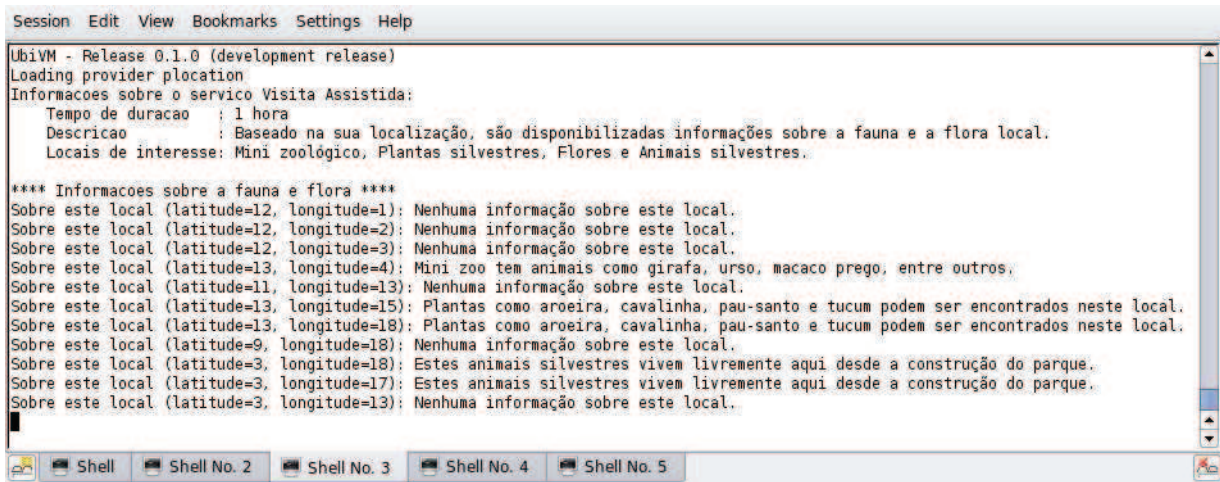 Session Edit View Bookmarks Settings Help
UbiVM - Release 0.1.0 (development release)
Loading provider plocation
Informacoes sobre o servico Visita Assistida:
Tempo de duracao : 1 hora
Descricao : Baseado na sua localização, são disponibilizadas informações sobre a fauna e a flora local.
Locais de interesse: Mini zoológico, Plantas silvestres, Flores e Animais silvestres.
**** Informacoes sobre a fauna e flora ****
Sobre este local (latitude=12, longitude=1): Nenhuma informação sobre este local.
Sobre este local (latitude=12, longitude=2): Nenhuma informação sobre este local.
Sobre este local (latitude=12, longitude=3): Nenhuma informação sobre este local.
Sobre este local (latitude=13, longitude=4): Mini zoo tem animais como girafa, urso, macaco prego, entre outros.
Sobre este local (latitude=11, longitude=13): Nenhuma informação sobre este local.
Sobre este local (latitude=13, longitude=15): Plantas como aroeira, cavalinha, pau-santo e tucum podem ser encontrados neste local.
Sobre este local (latitude=13, longitude=18): Plantas como aroeira, cavalinha, pau-santo e tucum podem ser encontrados neste local.
Sobre este local (latitude=9, longitude=18): Nenhuma informação sobre este local.
Sobre este local (latitude=3, longitude=18): Estes animais silvestres vivem livremente aqui desde a construção do parque.
Sobre este local (latitude=3, longitude=17): Estes animais silvestres vivem livremente aqui desde a construção do parque.
Sobre este local (latitude=3, longitude=13): Nenhuma informação sobre este local.
Shell Shell No. 2 Shell No. 3 Shell No. 4 Shell No. 5